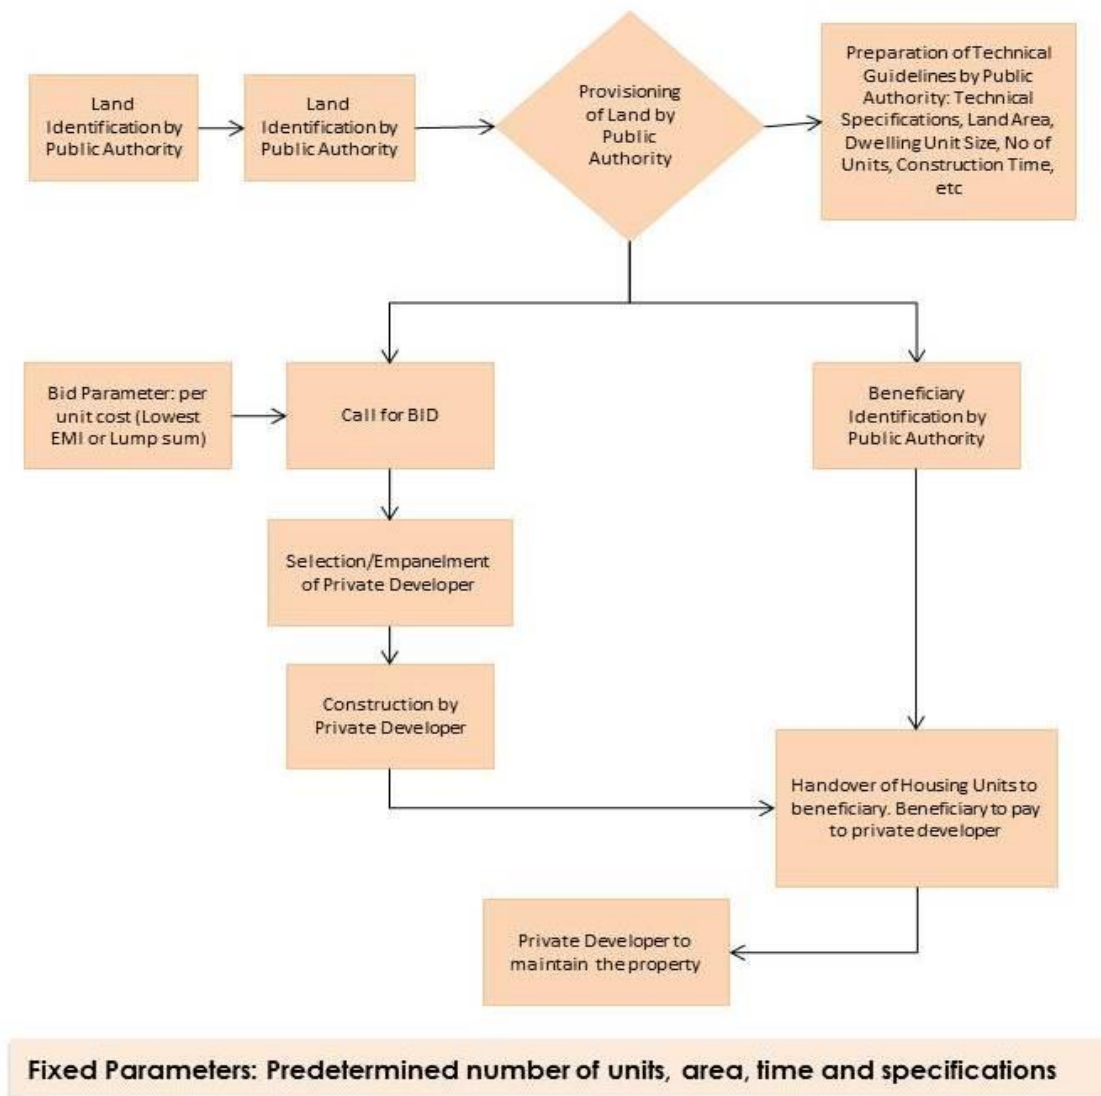 Land
Identification by
Public Authority
Land
Identification by
Public Authority
Provisioning
of Land by
Public
Authority
Preparation of Technical
Guidelines by Public
Authority: Technical
Specifications, Land Area,
Dwelling Unit Size, No of
Units, Construction Time,
etc
Bid Parameter: per
unit cost (Lowest
EMI or Lump sum)
Call for BID
Beneficiary
Identification by
Public Authority
Selection/Empanelment
of Private Developer
Construction by
Private Developer
Handover of Housing Units to
beneficiary. Beneficiary to pay
to private developer
Private Developer to
maintain the property
Fixed Parameters: Predetermined number of units, area, time and specifications